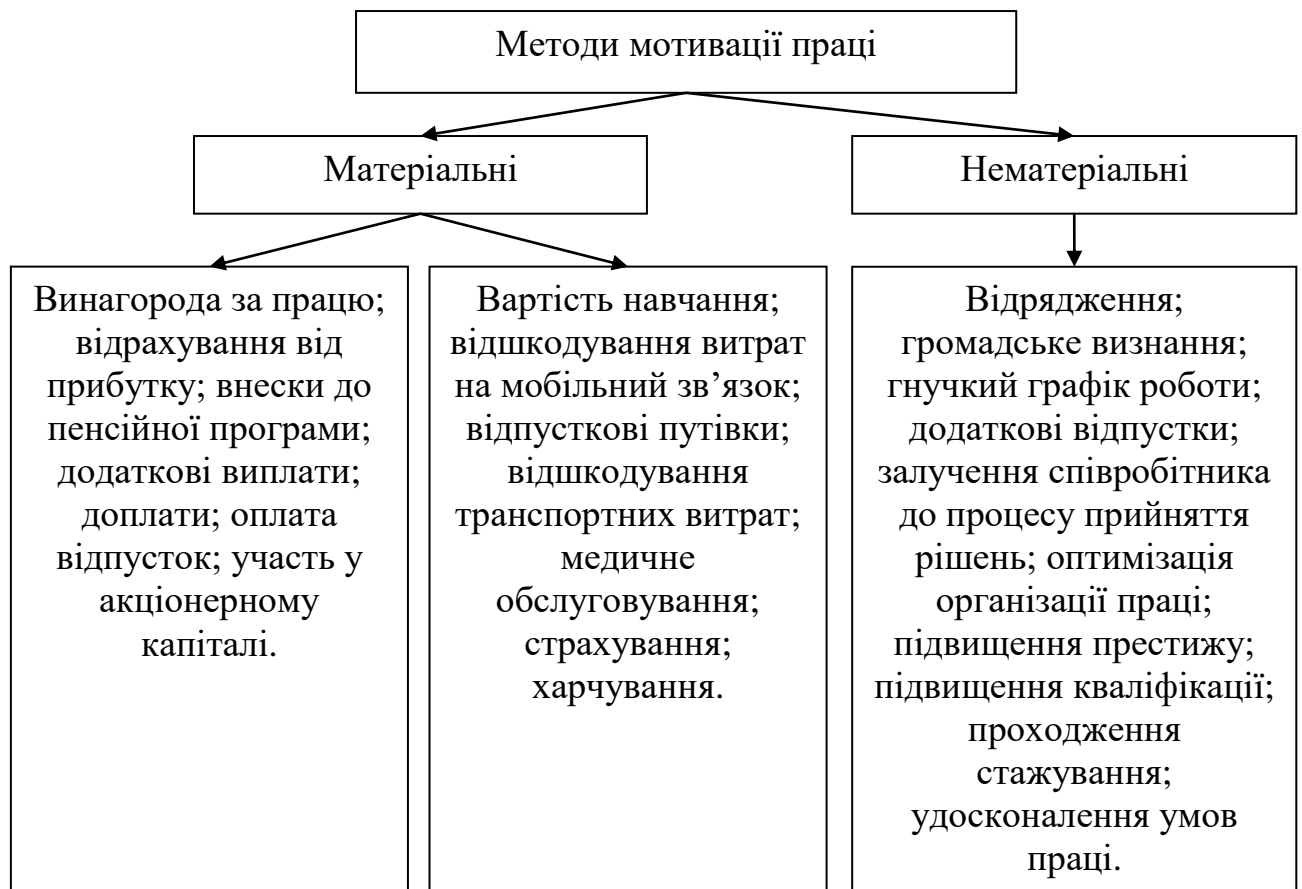 Методи мотивації праці
Матеріальні
Нематеріальні
Винагорода за працю;
відрахування від
прибутку; внески до
пенсійної програми;
додаткові виплати;
доплати; оплата
відпусток; участь у
акціонерному
капіталі.
Вартість навчання;
відшкодування витрат
на мобільний зв’язок;
відпусткові путівки;
відшкодування
транспортних витрат;
медичне
обслуговування;
страхування;
харчування.
Відрядження;
громадське визнання;
гнучкий графік роботи;
додаткові відпустки;
залучення співробітника
до процесу прийняття
рішень; оптимізація
організації праці;
підвищення престижу;
підвищення кваліфікації;
проходження
стажування;
удосконалення умов
праці.